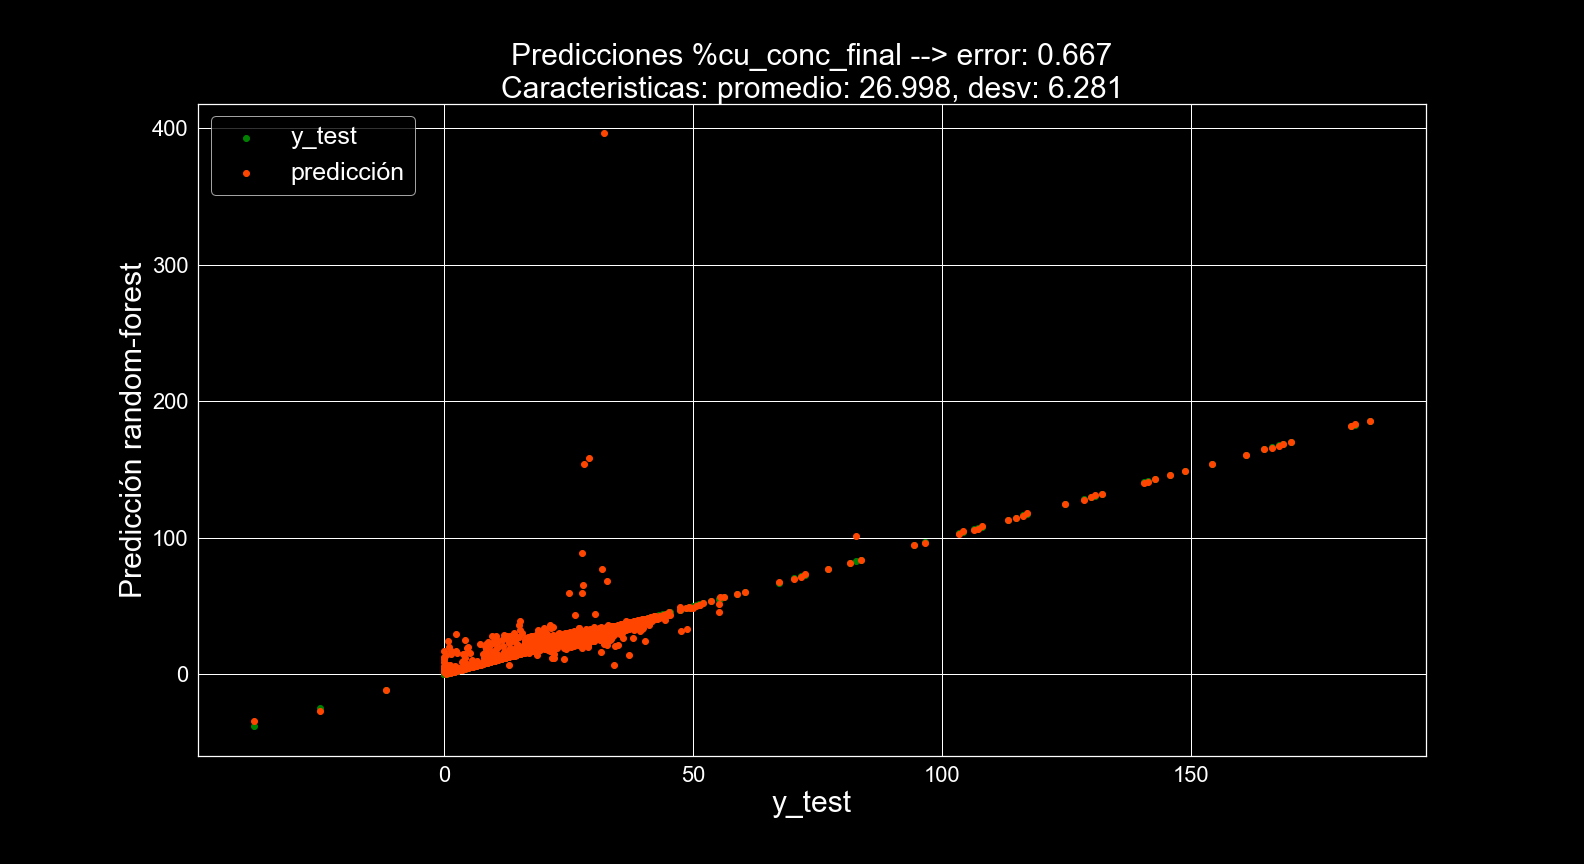 Predicciones %cu_conc_final --> error: 0.667
Caracteristicas: promedio: 26.998, desv: 6.281
y_test
predicción
Predicción random-forest
400
300
200
100
0
0
50
100
150
y_test